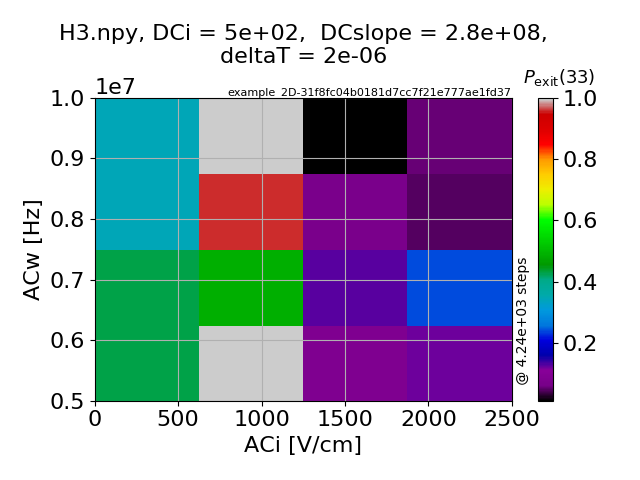 H3.npy, DCi = 5e+02,  DCslope = 2.8e+08,
deltaT = 2e-06
P_exit(33)
1e7
example_2D-31f8fc04b0181d7cc7f21e777ae1fd37
1.0
0.9
0.8
0.7
0.6
0.5
ACw [Hz]
0
500
1000
1500
2000
2500
ACi [V/cm]
@ 4.24e+03 steps
1.0
0.8
0.6
0.4
0.2